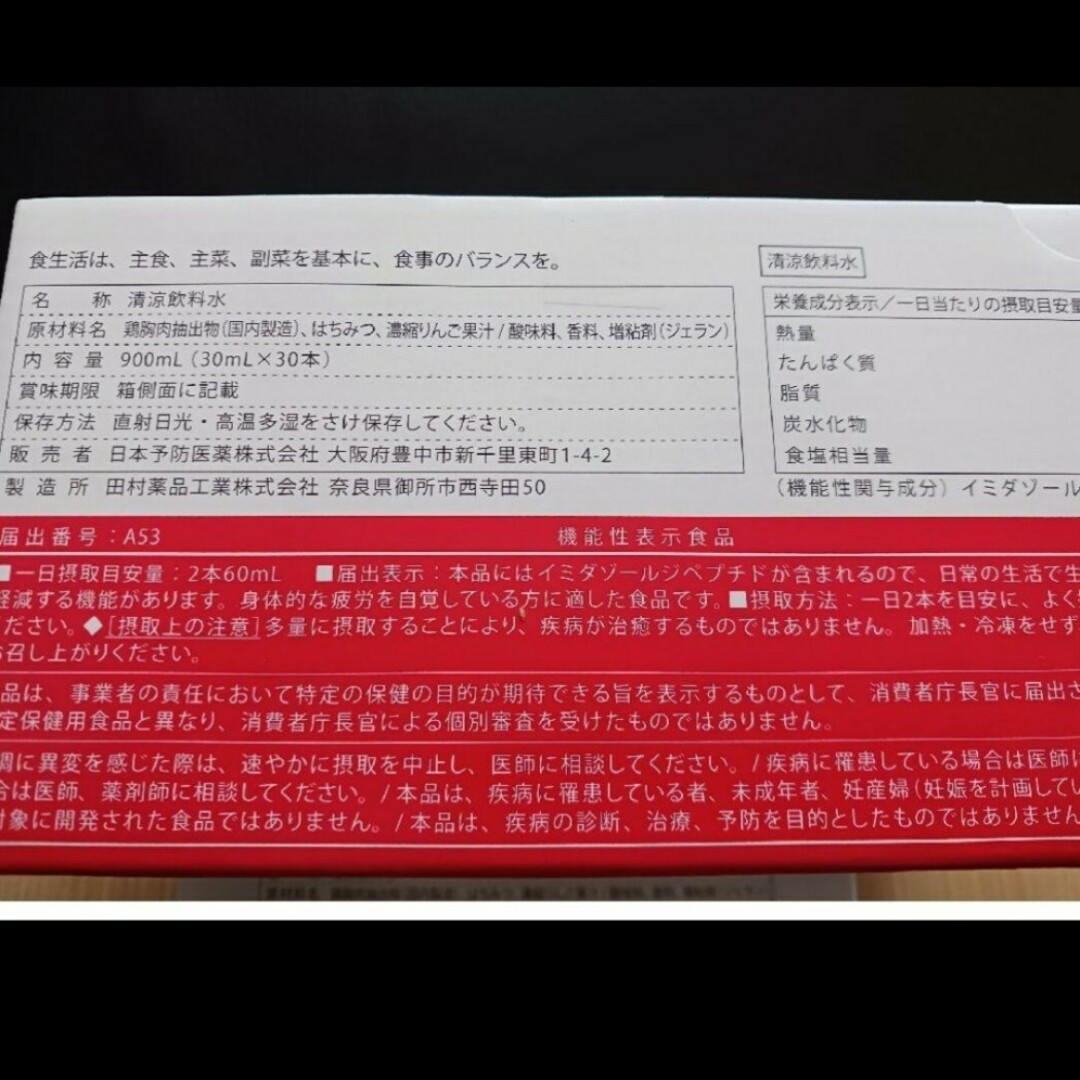 食生活は、主食、主菜、副菜を基本に、食事のバランスを。
名 称 清涼飲料水
原材料名 鶏胸肉抽出物(国内製造)、はちみつ、濃縮りんご果汁/酸味料、香料、増粘剤(ジェラン)
内容量 900mL(30mL×30本)
賞味期限 箱側面に記載
保存方法 直射日光・高温多湿をさけ保存してください。
販売者 日本予防医薬株式会社 大阪府豊中市新千里東町1-4-2
製造所 田村薬品工業株式会社 奈良県御所市西寺田50
清涼飲料水
栄養成分表示/一日当たりの摂取目安量
熱量
たんぱく質
脂質
炭水化物
食塩相当量
(機能性関与成分)イミダゾール
届出番号:A53 機能性表示食品
■一日摂取目安量:2本60mL ■届出表示:本品にはイミダゾールジペプチドが含まれるので、日常の生活で生
軽減する機能があります。身体的な疲労を自覚している方に適した食品です。■摂取方法:一日2本を目安に、よく
ださい。◆[摂取上の注意]多量に摂取することにより、疾病が治癒するものではありません。加熱・冷凍をせず
お召し上がりください。
品は、事業者の責任において特定の保健の目的が期待できる旨を表示するものとして、消費者庁長官に届出さ
定保健用食品と異なり、消費者庁長官による個別審査を受けたものではありません。
調に異変を感じた際は、速やかに摂取を中止し、医師に相談してください。/疾病に罹患している場合は医師に
合は医師、薬剤師に相談してください。/本品は、疾病に罹患している者、未成年者、妊産婦(妊娠を計画してい
対象に開発された食品ではありません。/本品は、疾病の診断、治療、予防を目的としたものではありません